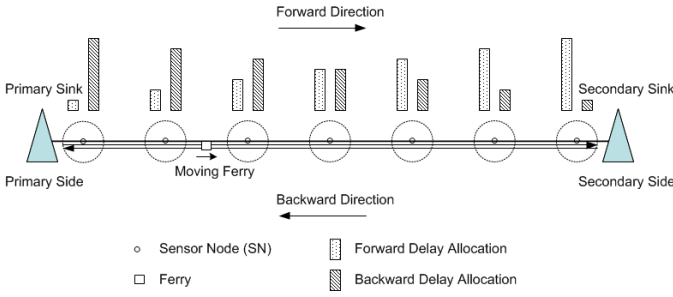 Forward Direction
Primary Sink
Secondary Sink
Primary Side
Moving Ferry
Secondary Side
Backward Direction
Sensor Node (SN)
Forward Delay Allocation
Ferry
Backward Delay Allocation